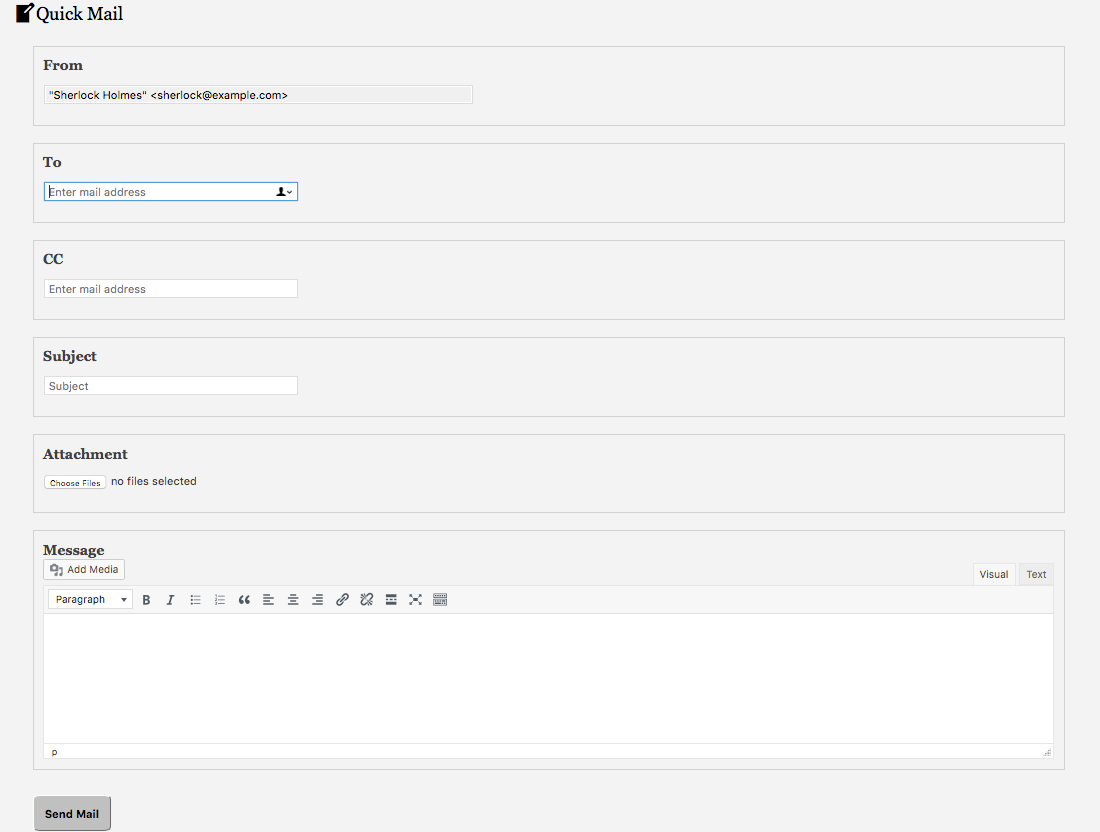 Quick Mail
From
"Sherlock Holmes" <sherlock@example.com>
To
Enter mail address
CC
Enter mail address
Subject
Subject
Attachment
Choose Files no files selected
Message
Add Media
Visual Text
Paragraph
p
Send Mail